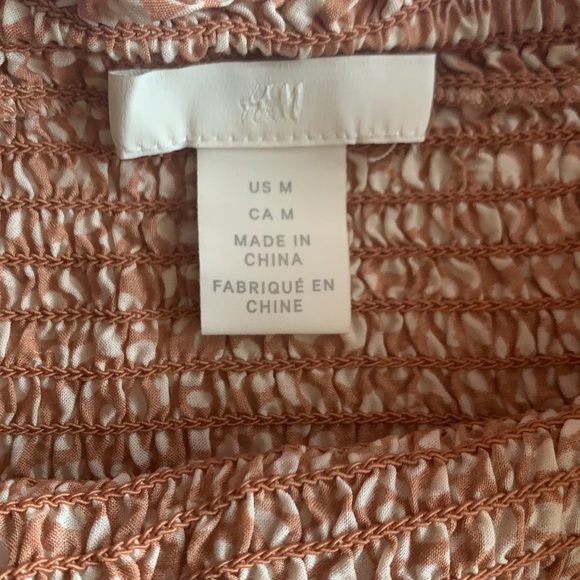 H&M
US M
CA M
MADE IN
CHINA
FABRIQUÉ EN
CHINE